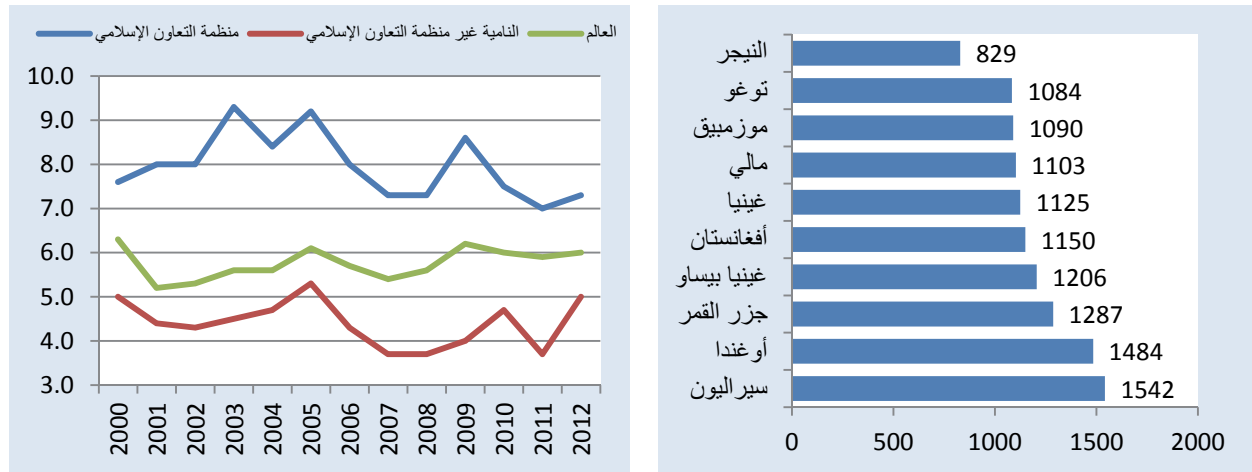 منظمة التعاون الإسلامي النامية غير منظمة التعاون الإسلامي العالم
10.0
9.0
8.0
7.0
6.0
5.0
4.0
3.0
2000 2001 2002 2003 2004 2005 2006 2007 2008 2009 2010 2011 2012
النيجر 829
توغو 1084
موزمبيق 1090
مالي 1103
غينيا 1125
أفغانستان 1150
غينيا بيساو 1206
جزر القمر 1287
أوغندا 1484
سيراليون 1542
0 500 1000 1500 2000